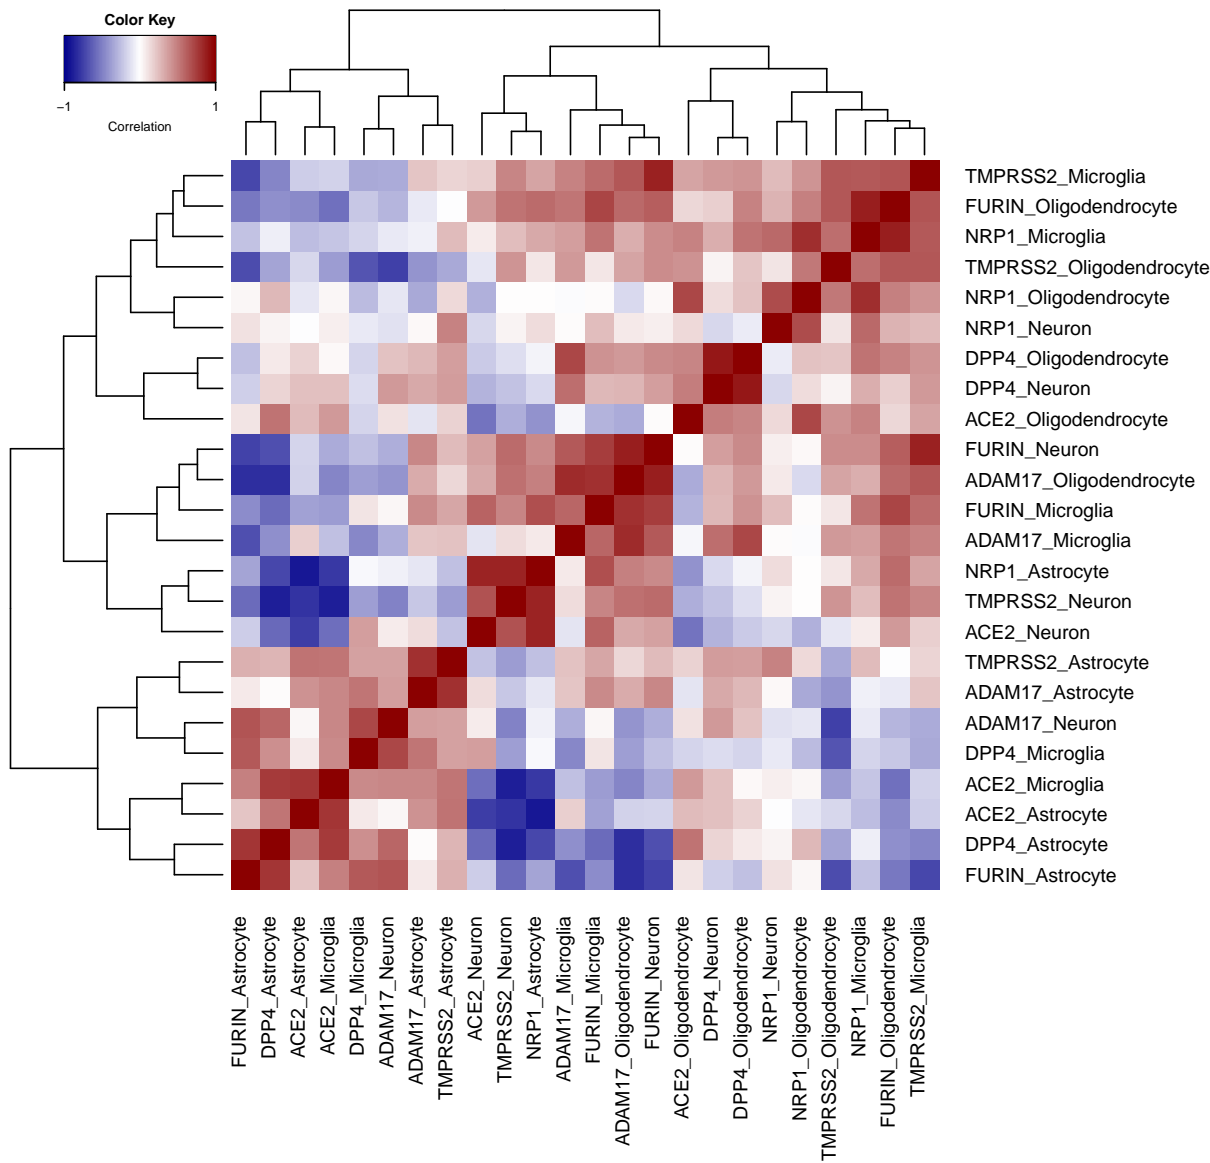 Color Key
−1
1
Correlation
TMPRSS2_Microglia
FURIN_Oligodendrocyte
NRP1_Microglia
TMPRSS2_Oligodendrocyte
NRP1_Oligodendrocyte
NRP1_Neuron
DPP4_Oligodendrocyte
DPP4_Neuron
ACE2_Oligodendrocyte
FURIN_Neuron
ADAM17_Oligodendrocyte
FURIN_Microglia
ADAM17_Microglia
NRP1_Astrocyte
TMPRSS2_Neuron
ACE2_Neuron
TMPRSS2_Astrocyte
ADAM17_Astrocyte
ADAM17_Neuron
DPP4_Microglia
ACE2_Microglia
ACE2_Astrocyte
DPP4_Astrocyte
FURIN_Astrocyte
FURIN_Astrocyte
DPP4_Astrocyte
ACE2_Astrocyte
ACE2_Microglia
DPP4_Microglia
ADAM17_Neuron
ADAM17_Astrocyte
TMPRSS2_Astrocyte
ACE2_Neuron
TMPRSS2_Neuron
NRP1_Astrocyte
ADAM17_Microglia
FURIN_Microglia
ADAM17_Oligodendrocyte
FURIN_Neuron
ACE2_Oligodendrocyte
DPP4_Neuron
DPP4_Oligodendrocyte
NRP1_Neuron
NRP1_Oligodendrocyte
TMPRSS2_Oligodendrocyte
NRP1_Microglia
FURIN_Oligodendrocyte
TMPRSS2_Microglia